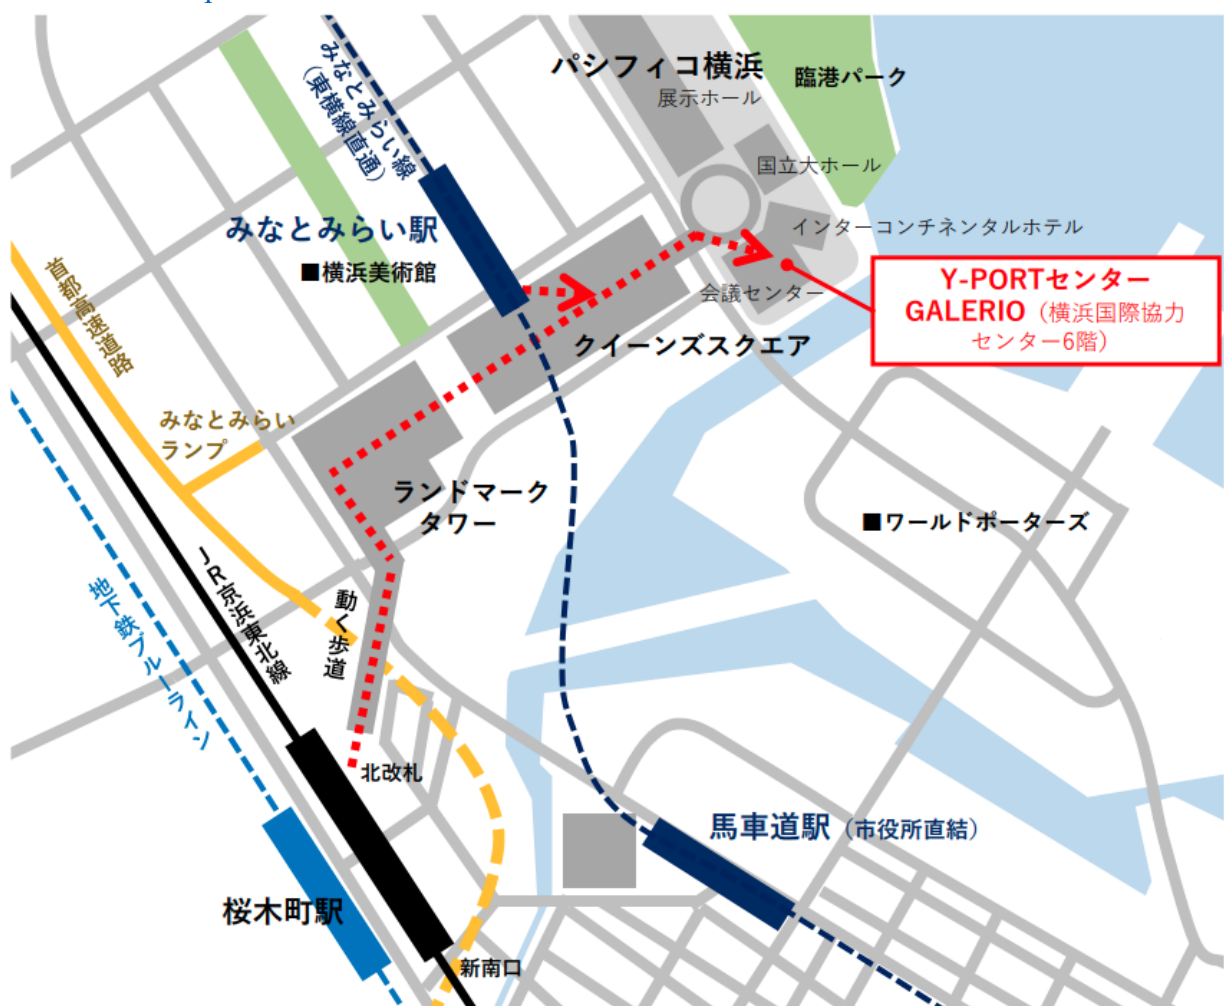 パシフィコ横浜
展示ホール
臨港パーク
みなとみらい線
(東横線直通)
国立大ホール
みなとみらい駅
インターコンチネンタルホテル
■横浜美術館
首都高速道路
会議センター
Y-PORTセンター
GALERIO（横浜国際協力
センター6階）
クイーンズスクエア
みなとみらい
ランプ
ランドマーク
タワー
■ワールドポーターズ
JR京浜東北線
地下鉄ブルーライン
動く歩道
北改札
馬車道駅（市役所直結）
桜木町駅
新南口